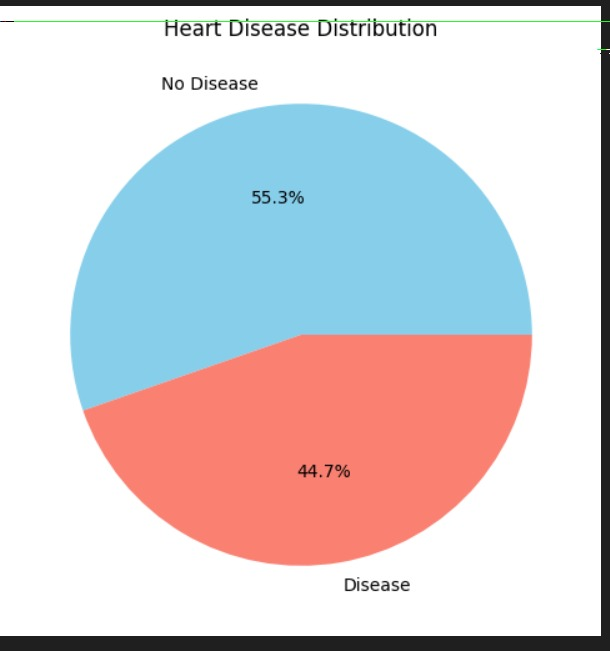 Heart Disease Distribution
No Disease
55.3%
44.7%
Disease